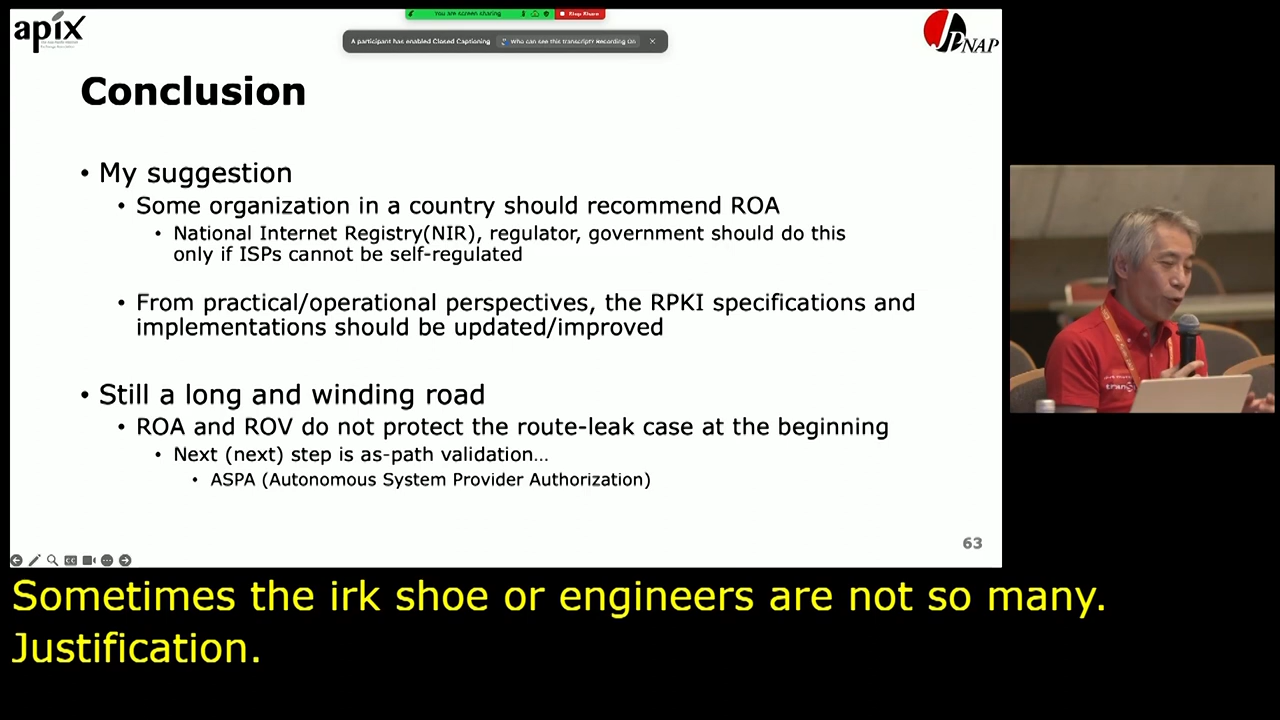 apix
You are screen sharing
Stop Share
A participant has enabled Closed Captioning
Who can see this transcript? Recording On
JPNAP
Conclusion
• My suggestion
• Some organization in a country should recommend ROA
• National Internet Registry(NIR), regulator, government should do this
only if ISPs cannot be self-regulated
• From practical/operational perspectives, the RPKI specifications and
implementations should be updated/improved
• Still a long and winding road
• ROA and ROV do not protect the route-leak case at the beginning
• Next (next) step is as-path validation…
• ASPA (Autonomous System Provider Authorization)
63
Sometimes the irk shoe or engineers are not so many.
Justification.